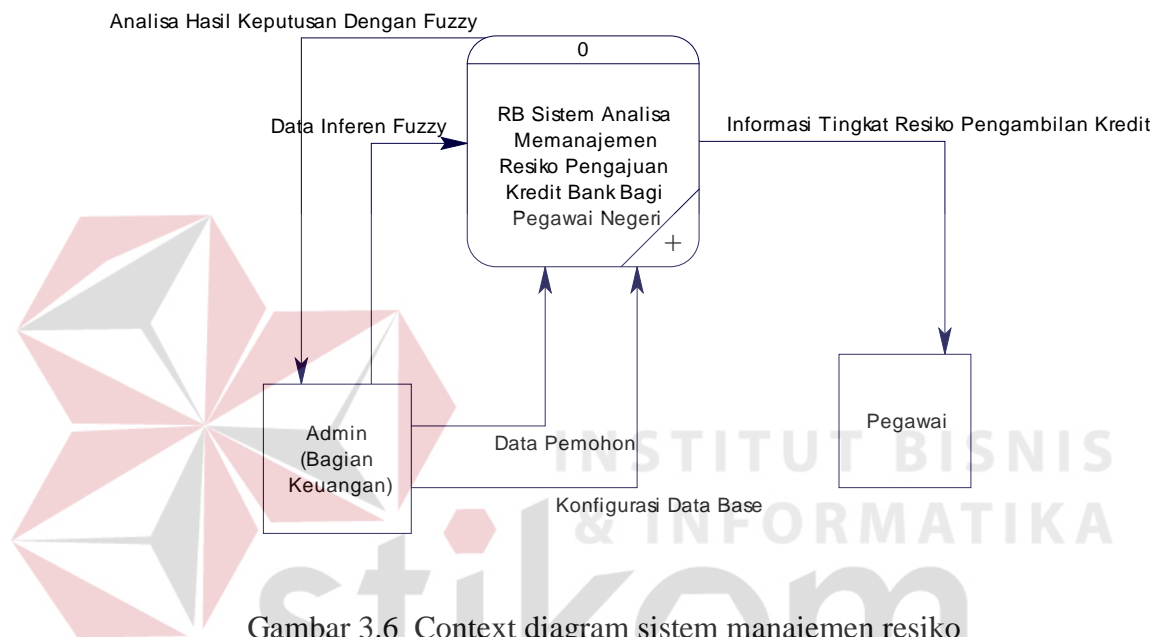 Analisa Hasil Keputusan Dengan Fuzzy
0
Data Inferen Fuzzy
RB Sistem Analisa
Memanajemen
Resiko Pengajuan
Kredit Bank Bagi
Pegawai Negeri
+
Informasi Tingkat Resiko Pengambilan Kredit
Admin
(Bagian
Keuangan)
Data Pemohon
Konfigurasi Data Base
Pegawai
INSTITUT BISNIS
& INFORMATIKA
stikom
Gambar 3.6 Context diagram sistem manajemen resiko